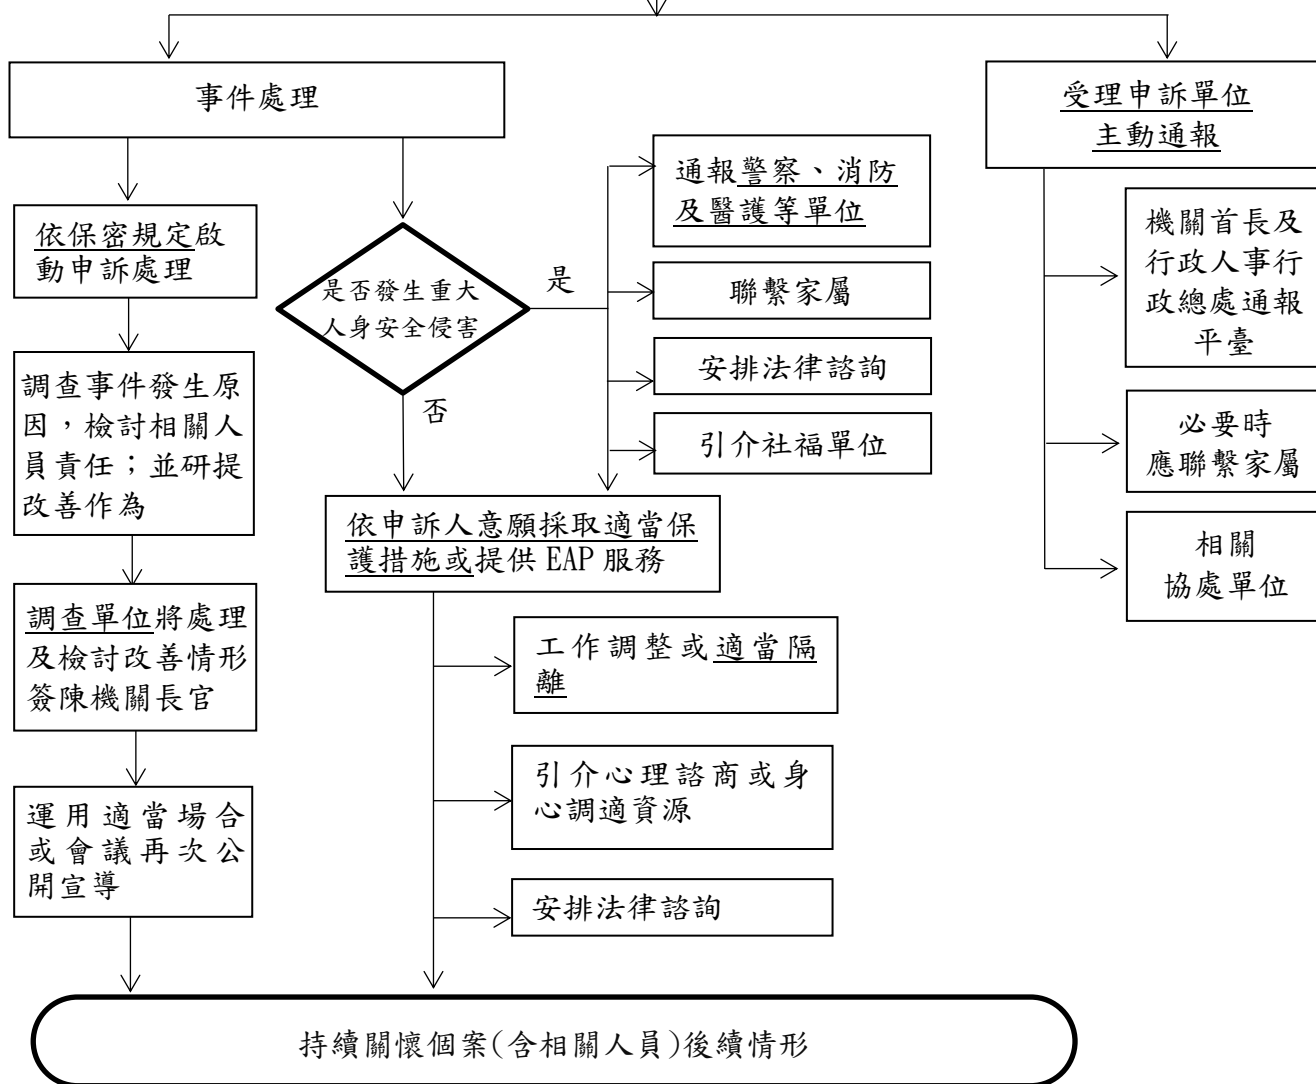 事件處理
受理申訴單位
主動通報
依保密規定啟
動申訴處理
調查事件發生原
因，檢討相關人
員責任；並研提
改善作為
調查單位將處理
及檢討改善情形
簽陳機關長官
運用適當場合
或會議再次公
開宣導
是否發生重大
人身安全侵害
是
否
通報警察、消防
及醫護等單位
聯繫家屬
安排法律諮詢
引介社福單位
依申訴人意願採取適當保
護措施或提供 EAP 服務
工作調整或適當隔
離
引介心理諮商或身
心調適資源
安排法律諮詢
機關首長及
行政人事行
政總處通報
平臺
必要時
應聯繫家屬
相關
協處單位
持續關懷個案(含相關人員)後續情形